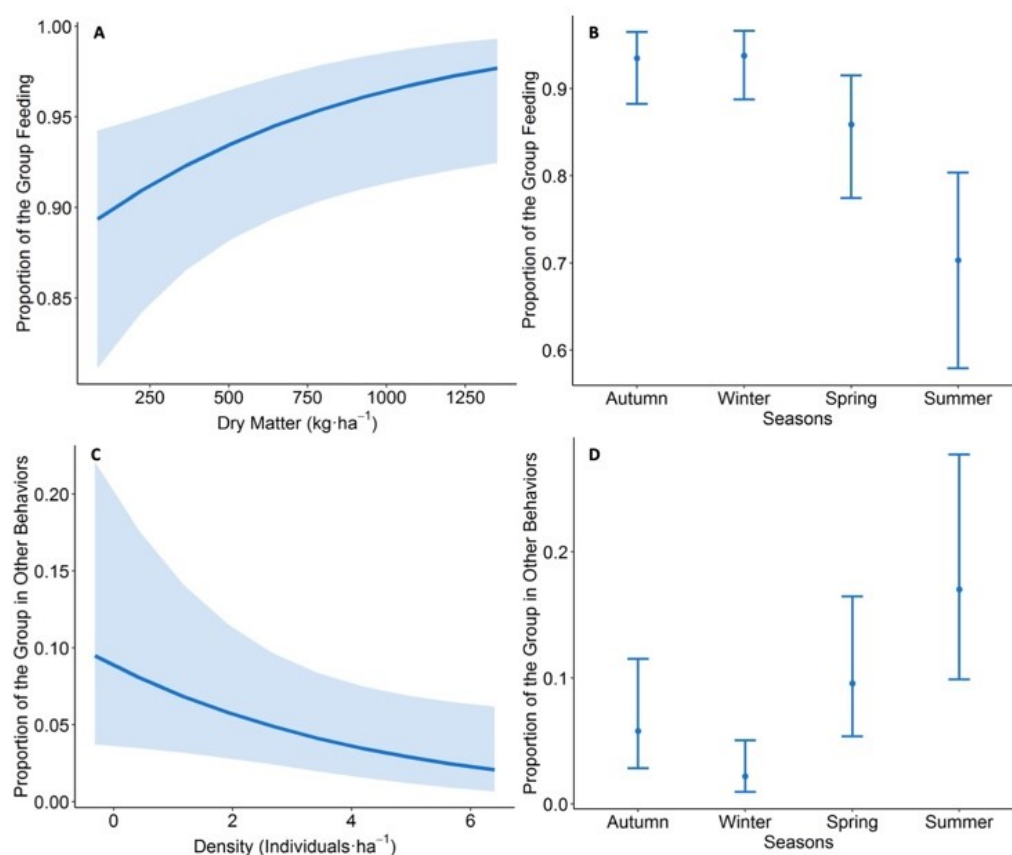 A
Proportion of the Group Feeding
1.00
0.95
0.90
0.85
250 500 750 1000 1250
Dry Matter (kg·ha⁻¹)
B
Proportion of the Group Feeding
0.9
0.8
0.7
0.6
Autumn Winter Spring Summer
Seasons
C
Proportion of the Group in Other Behaviors
0.20
0.15
0.10
0.05
0.00
0 2 4 6
Density (Individuals·ha⁻¹)
D
Proportion of the Group in Other Behaviors
0.2
0.1
0.0
Autumn Winter Spring Summer
Seasons